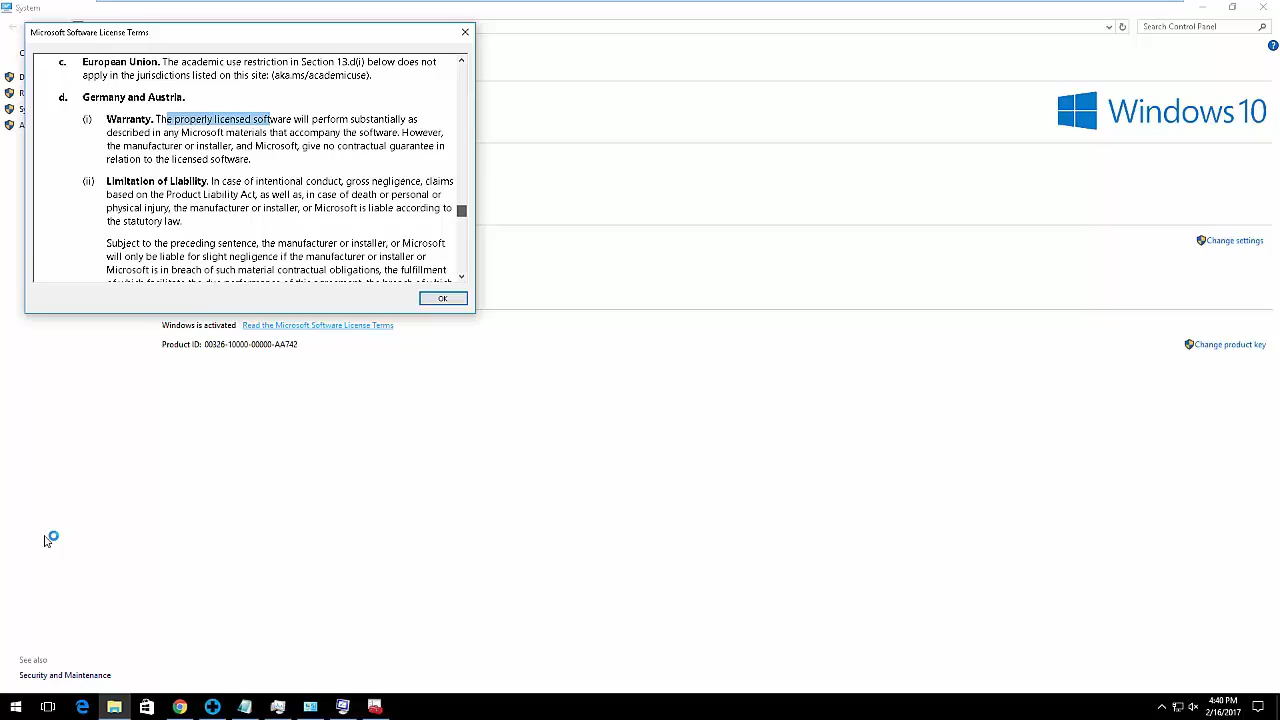 System
Microsoft Software License Terms
Search Control Panel
c. European Union. The academic use restriction in Section 13.d(i) below does not
apply in the jurisdictions listed on this site: (aka.ms/academicuse).
d. Germany and Austria.
(i) Warranty. The properly licensed software will perform substantially as
described in any Microsoft materials that accompany the software. However,
the manufacturer or installer, and Microsoft, give no contractual guarantee in
relation to the licensed software.
(ii) Limitation of Liability. In case of intentional conduct, gross negligence, claims
based on the Product Liability Act, as well as, in case of death or personal or
physical injury, the manufacturer or installer, or Microsoft is liable according to
the statutory law.
Subject to the preceding sentence, the manufacturer or installer, or Microsoft
will only be liable for slight negligence if the manufacturer or installer or
Microsoft is in breach of such material contractual obligations, the fulfillment
OK
Windows 10
Change settings
Windows is activated Read the Microsoft Software License Terms
Product ID: 00326-10000-00000-AA742
Change product key
See also
Security and Maintenance
4:40 PM
2/16/2017